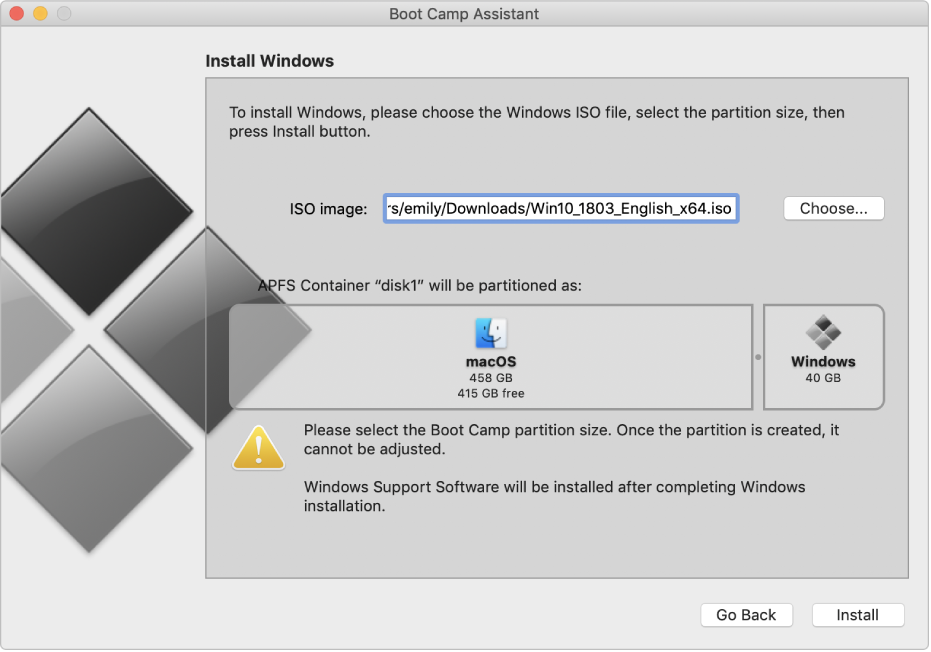 Boot Camp Assistant
Install Windows
To install Windows, please choose the Windows ISO file, select the partition size, then
press Install button.
ISO image: rs/emily/Downloads/Win10_1803_English_x64.iso Choose...
APFS Container “disk1” will be partitioned as:
macOS
458 GB
415 GB free
Windows
40 GB
Please select the Boot Camp partition size. Once the partition is created, it
cannot be adjusted.
Windows Support Software will be installed after completing Windows
installation.
Go Back Install